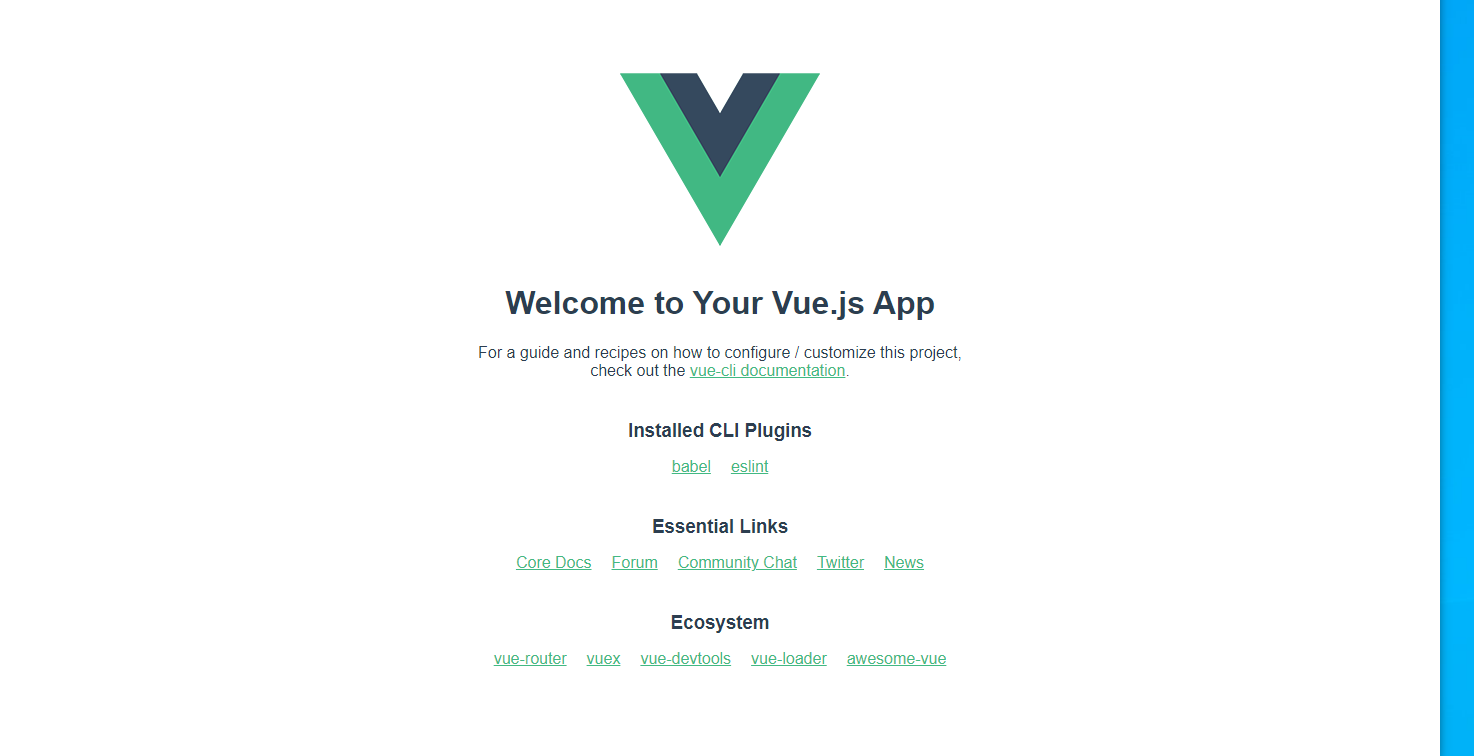 Welcome to Your Vue.js App
For a guide and recipes on how to configure / customize this project,
check out the vue-cli documentation.
Installed CLI Plugins
babel eslint
Essential Links
Core Docs Forum Community Chat Twitter News
Ecosystem
vue-router vuex vue-devtools vue-loader awesome-vue